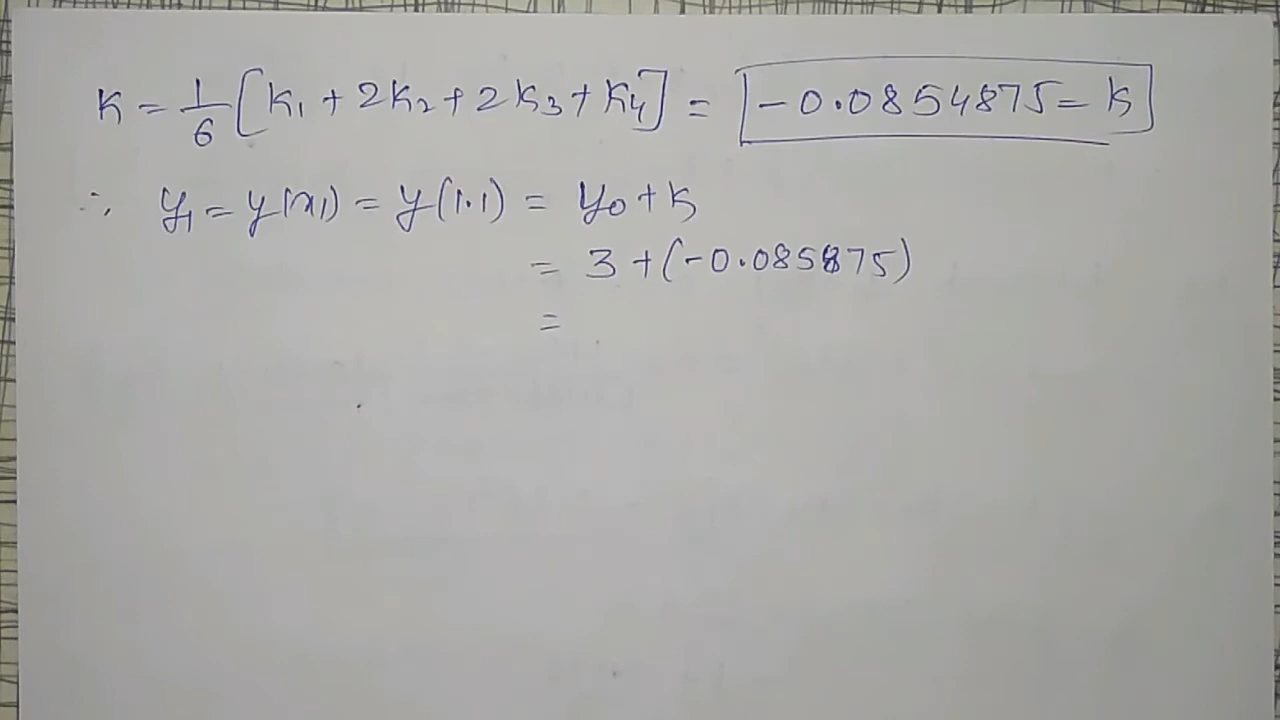 K = 1/6 [K1 + 2K2 + 2K3 + K4] = -0.0854875 = K
∴ y1 = y(x1) = y(1.1) = y0 + K
= 3 + (-0.085875)
=